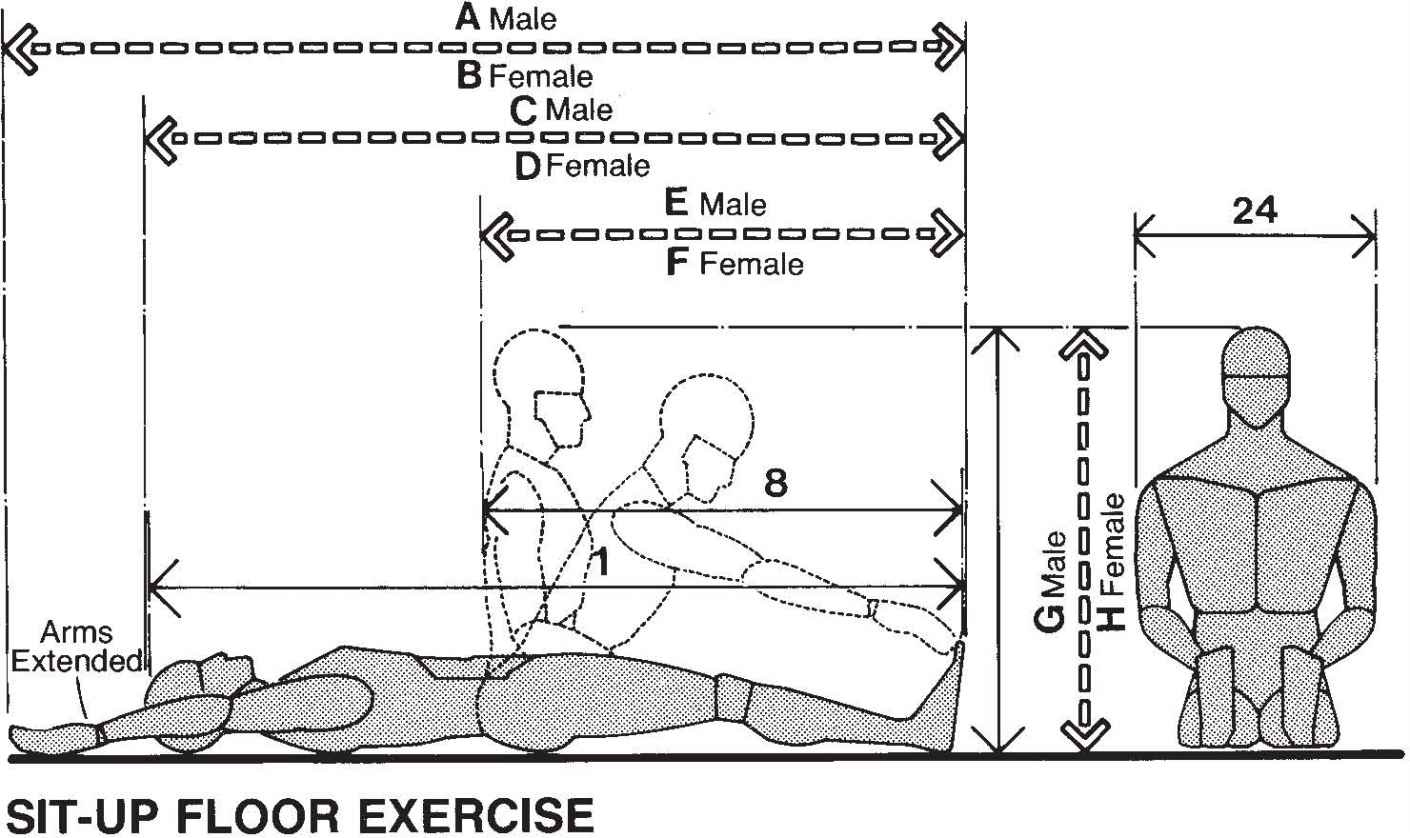 A Male
B Female
C Male
D Female
E Male
F Female
24
8
1
G Male
H Female
Arms
Extended
SIT-UP FLOOR EXERCISE